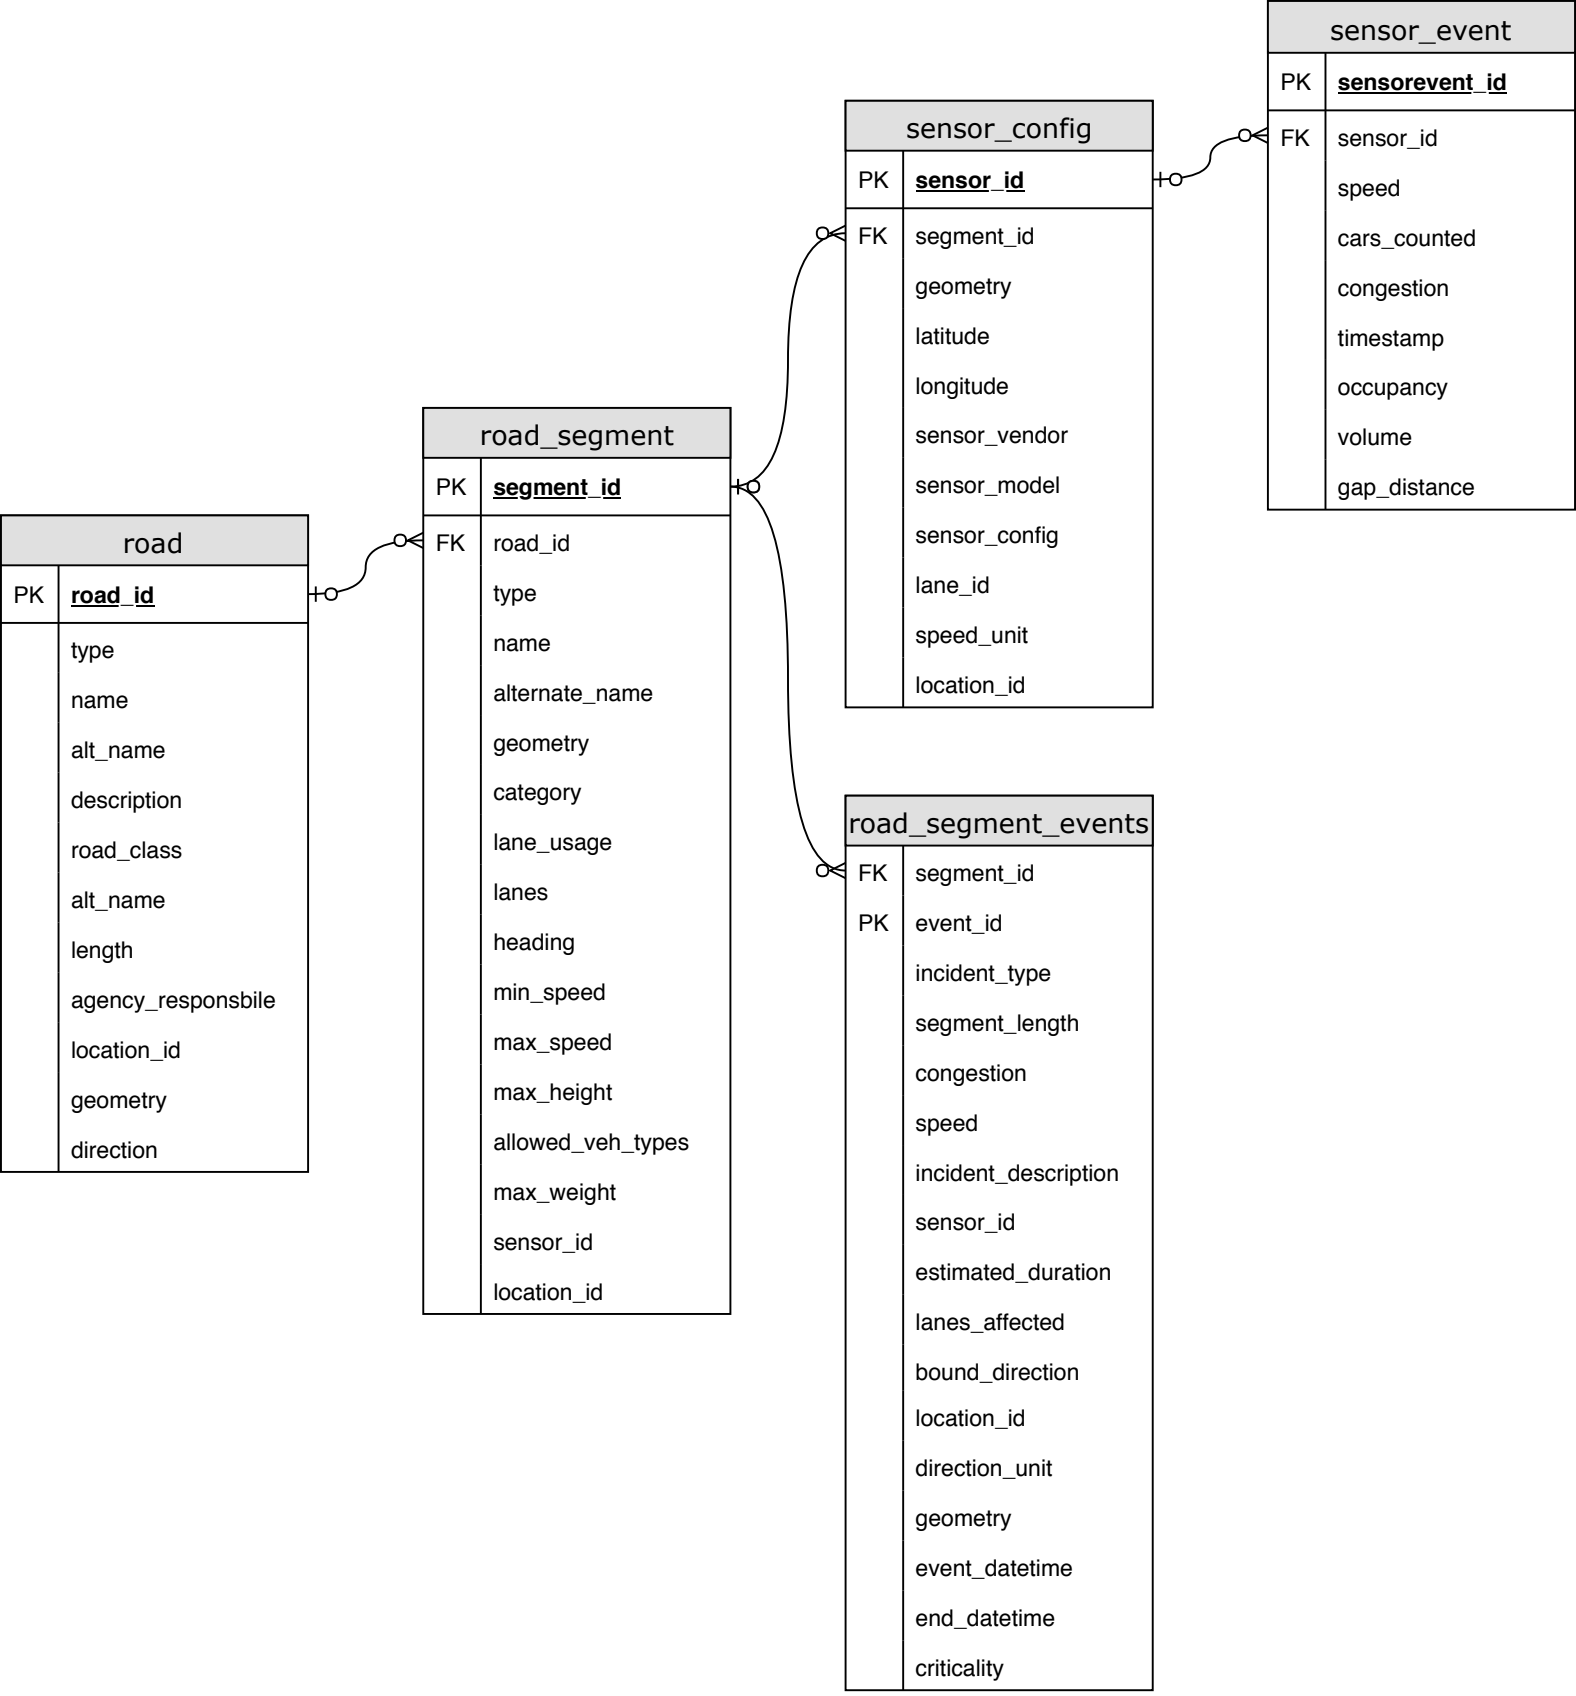 road
PK road_id
type
name
alt_name
description
road_class
alt_name
length
agency_responsbile
location_id
geometry
direction
road_segment
PK segment_id
FK road_id
type
name
alternate_name
geometry
category
lane_usage
lanes
heading
min_speed
max_speed
max_height
allowed_veh_types
max_weight
sensor_id
location_id
sensor_config
PK sensor_id
FK segment_id
geometry
latitude
longitude
sensor_vendor
sensor_model
sensor_config
lane_id
speed_unit
location_id
road_segment_events
FK segment_id
PK event_id
incident_type
segment_length
congestion
speed
incident_description
sensor_id
estimated_duration
lanes_affected
bound_direction
location_id
direction_unit
geometry
event_datetime
end_datetime
criticality
sensor_event
PK sensorevent_id
FK sensor_id
speed
cars_counted
congestion
timestamp
occupancy
volume
gap_distance